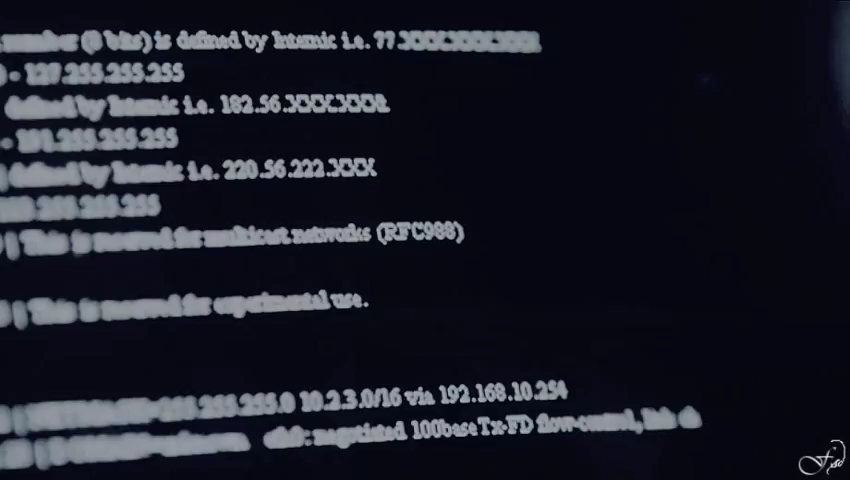 number (8 bits) is defined by Internic i.e. 77.XXX.XXX.XXX
- 127.255.255.255
defined by Internic i.e. 182.56.XXX.XXX
- 191.255.255.255
defined by Internic i.e. 220.56.222.XXX
255.255.255
| This is reserved for multicast networks (RFC988)
| This is reserved for experimental use.
255.255.255.0 10.2.3.0/16 via 192.168.10.254
eth0: negotiated 100baseTx-FD flow-control, link ok